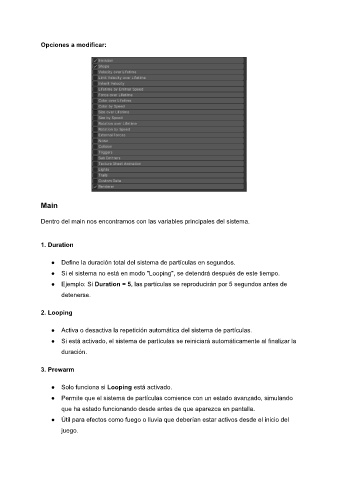 Opciones a modificar:
Emission
Shape
Velocity over Lifetime
Limit Velocity over Lifetime
Inherit Velocity
Lifetime by Emitter Speed
Force over Lifetime
Color over Lifetime
Color by Speed
Size over Lifetime
Size by Speed
Rotation over Lifetime
Rotation by Speed
External Forces
Noise
Collision
Triggers
Sub Emitters
Texture Sheet Animation
Lights
Trails
Custom Data
Renderer
Main
Dentro del main nos encontramos con las variables principales del sistema.
1. Duration
● Define la duración total del sistema de partículas en segundos.
● Si el sistema no está en modo "Looping", se detendrá después de este tiempo.
● Ejemplo: Si Duration = 5, las partículas se reproducirán por 5 segundos antes de
detenerse.
2. Looping
● Activa o desactiva la repetición automática del sistema de partículas.
● Si está activado, el sistema de partículas se reiniciará automáticamente al finalizar la
duración.
3. Prewarm
● Solo funciona si Looping está activado.
● Permite que el sistema de partículas comience con un estado avanzado, simulando
que ha estado funcionando desde antes de que aparezca en pantalla.
● Útil para efectos como fuego o lluvia que deberían estar activos desde el inicio del
juego.